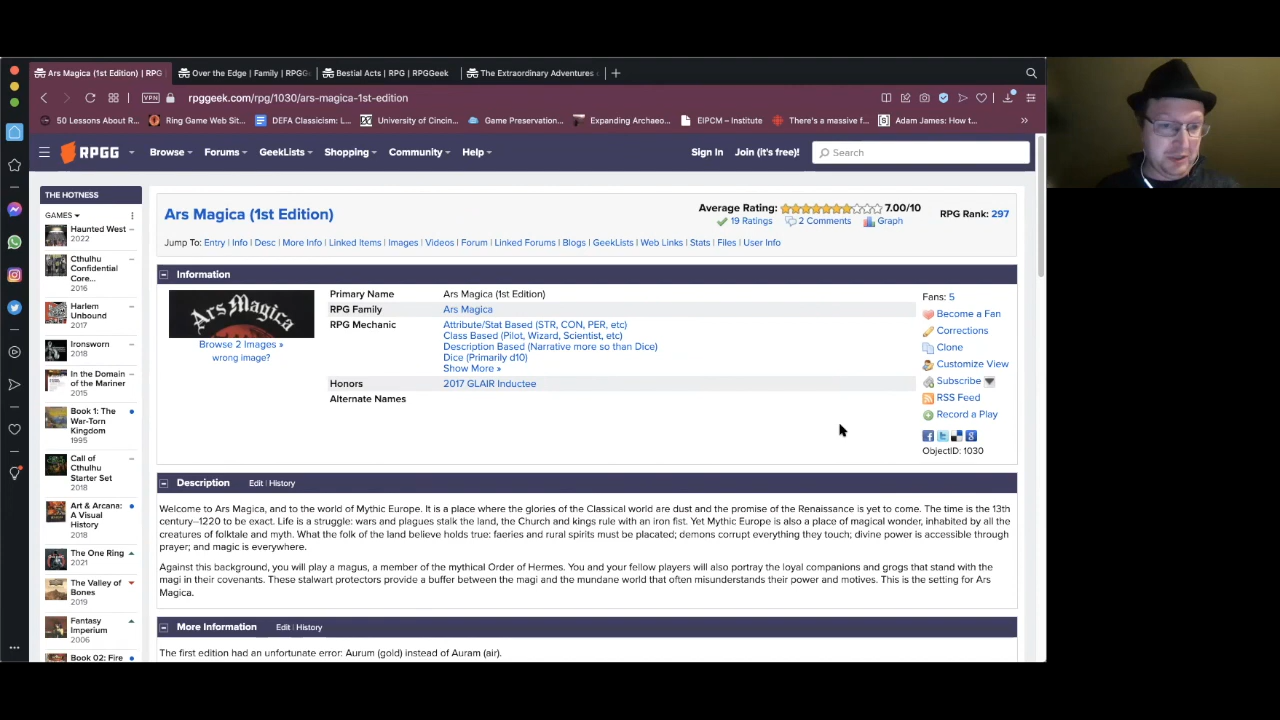 Ars Magica (1st Edition) | RPG
Over the Edge | Family | RPGG
Bestial Acts | RPG | RPGGeek
The Extraordinary Adventures
rpggeek.com/rpg/1030/ars-magica-1st-edition
VPN
50 Lessons About R...
Ring Game Web Sit...
DEFA Classicism: I...
University of Cincin...
Game Preservation...
Expanding Archaeo...
EIPCM – Institute
There's a massive f...
Adam James: How t...
RPGG
Browse
Forums
GeekLists
Shopping
Community
Help
Sign In
Join (it's free!)
Search
THE HOTNESS
GAMES
Haunted West
2022
Cthulhu
Confidential
Core...
2016
Harlem
Unbound
2017
Ironsworn
2018
In the Domain
of the Mariner
2015
Book 1: The
War-Torn
Kingdom
1995
Call of
Cthulhu
Starter Set
2018
Art & Arcana:
A Visual
History
2018
The One Ring
2021
The Valley of
Bones
2019
Fantasy
Imperium
2006
Book 02: Fire
Ars Magica (1st Edition)
Average Rating: 7.00/10
19 Ratings 2 Comments Graph
RPG Rank: 297
Jump To: Entry | Info | Desc | More Info | Linked Items | Images | Videos | Forum | Linked Forums | Blogs | GeekLists | Web Links | Stats | Files | User Info
Information
Ars Magica
Browse 2 Images »
wrong image?
Primary Name Ars Magica (1st Edition)
RPG Family Ars Magica
RPG Mechanic Attribute/Stat Based (STR, CON, PER, etc)
Class Based (Pilot, Wizard, Scientist, etc)
Description Based (Narrative more so than Dice)
Dice (Primarily d10)
Show More »
Honors 2017 GLAIR Inductee
Alternate Names
Fans: 5
Become a Fan
Corrections
Clone
Customize View
Subscribe
RSS Feed
Record a Play
ObjectID: 1030
Description Edit | History
Welcome to Ars Magica, and to the world of Mythic Europe. It is a place where the glories of the Classical world are dust and the promise of the Renaissance is yet to come. The time is the 13th
century–1220 to be exact. Life is a struggle: wars and plagues stalk the land, the Church and kings rule with an iron fist. Yet Mythic Europe is also a place of magical wonder, inhabited by all the
creatures of folktale and myth. What the folk of the land believe holds true: faeries and rural spirits must be placated; demons corrupt everything they touch; divine power is accessible through
prayer; and magic is everywhere.
Against this background, you will play a magus, a member of the mythical Order of Hermes. You and your fellow players will also portray the loyal companions and grogs that stand with the
magi in their covenants. These stalwart protectors provide a buffer between the magi and the mundane world that often misunderstands their power and motives. This is the setting for Ars
Magica.
More Information Edit | History
The first edition had an unfortunate error: Aurum (gold) instead of Auram (air).